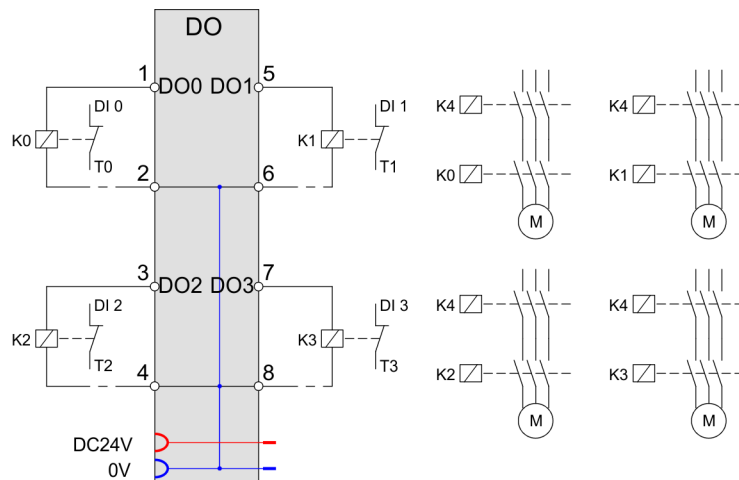 DO
1 DO0 DO1 5
DI 0
K0
T0
DI 1
K1
T1
2 6
3 DO2 DO3 7
DI 2
K2
T2
DI 3
K3
T3
4 8
DC24V
0V
K4
K0
M
K4
K1
M
K4
K2
M
K4
K3
M